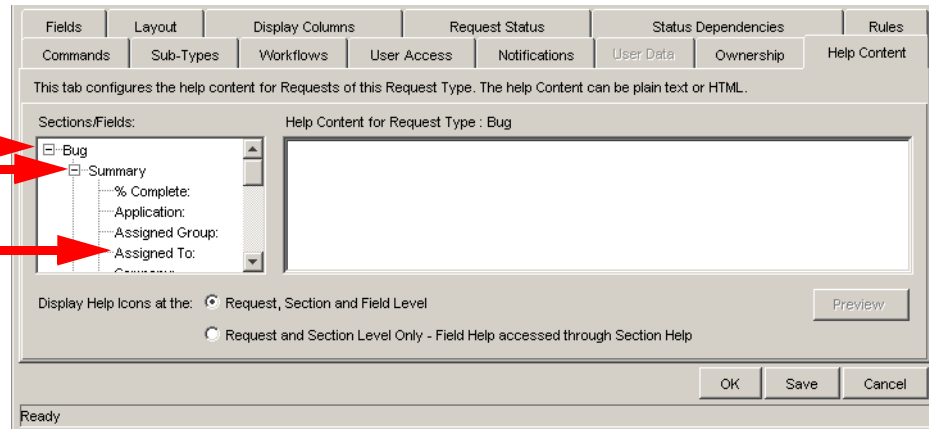 Fields Layout Display Columns Request Status Status Dependencies Rules
Commands Sub-Types Workflows User Access Notifications User Data Ownership Help Content
This tab configures the help content for Requests of this Request Type. The help Content can be plain text or HTML.
Sections/Fields: Help Content for Request Type : Bug
Bug
Summary
% Complete:
Application:
Assigned Group:
Assigned To:
Display Help Icons at the: Request, Section and Field Level
Preview
Request and Section Level Only - Field Help accessed through Section Help
OK Save Cancel
Ready